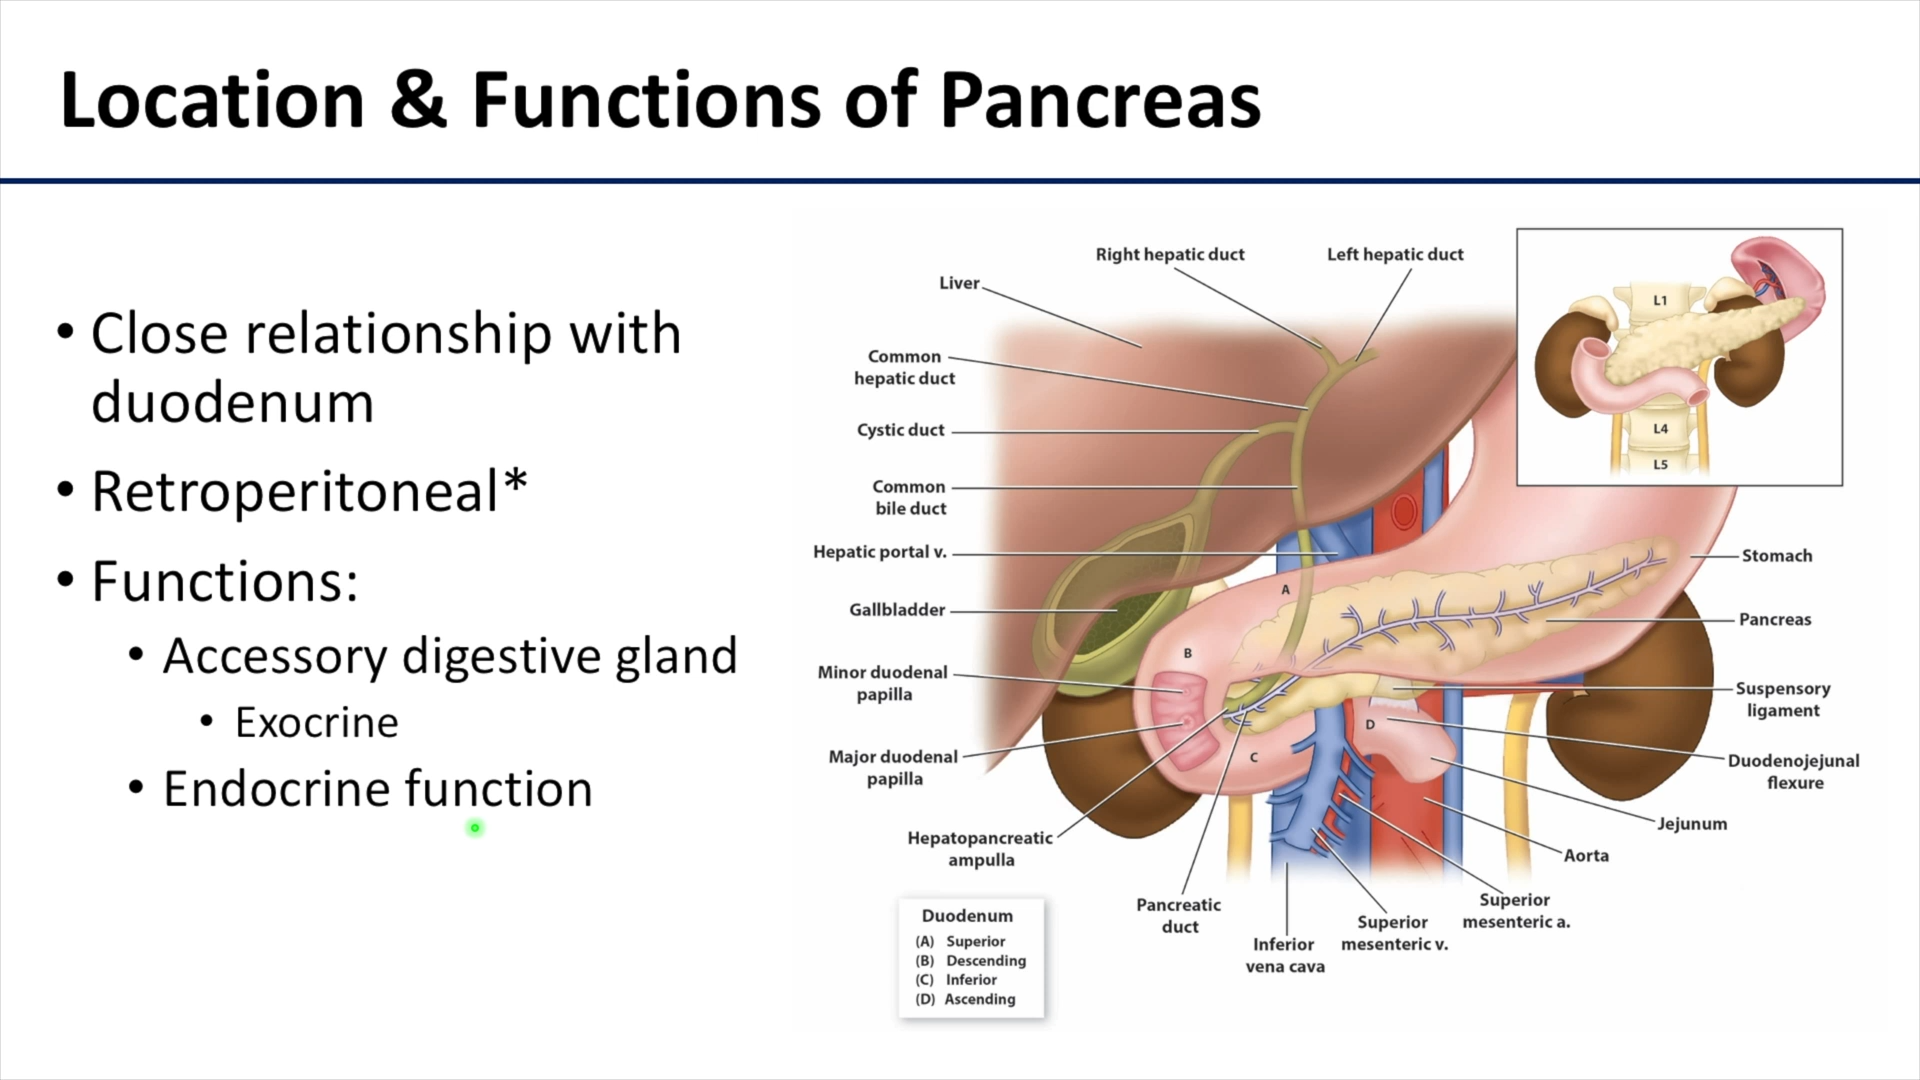 Location & Functions of Pancreas
• Close relationship with
duodenum
• Retroperitoneal*
• Functions:
• Accessory digestive gland
• Exocrine
• Endocrine function
Right hepatic duct
Left hepatic duct
Liver
Common
hepatic duct
Cystic duct
Common
bile duct
Hepatic portal v.
Gallbladder
Minor duodenal
papilla
Major duodenal
papilla
Hepatopancreatic
ampulla
Pancreatic
duct
Inferior
vena cava
Superior
mesenteric v.
Superior
mesenteric a.
Aorta
Jejunum
Duodenojejunal
flexure
Suspensory
ligament
Pancreas
Stomach
A
B
C
D
L1
L4
L5
Duodenum
(A) Superior
(B) Descending
(C) Inferior
(D) Ascending